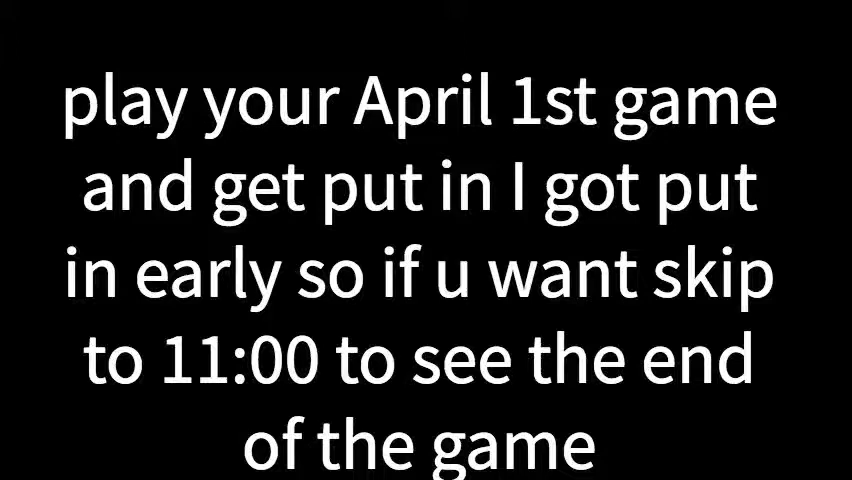 play your April 1st game
and get put in I got put
in early so if u want skip
to 11:00 to see the end
of the game